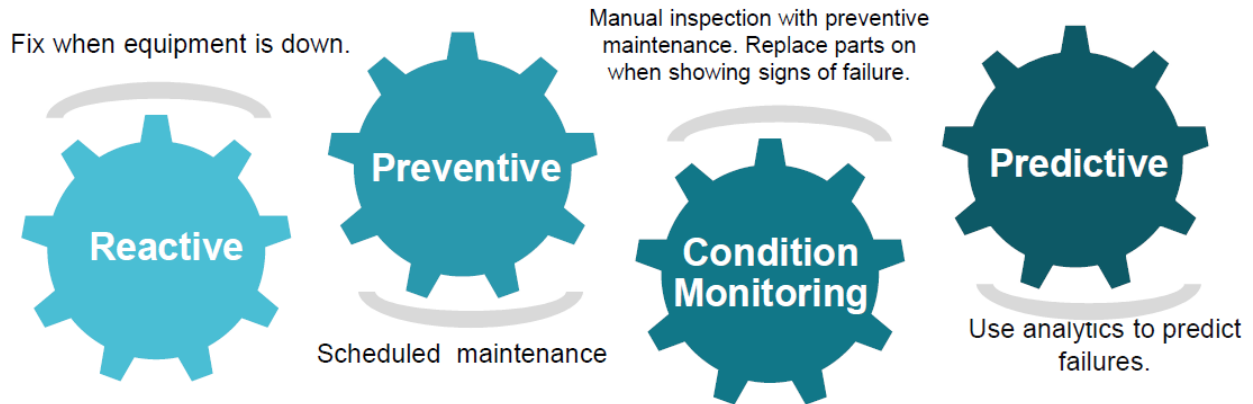 Fix when equipment is down.
Reactive
Preventive
Scheduled maintenance
Manual inspection with preventive
maintenance. Replace parts on
when showing signs of failure.
Condition
Monitoring
Predictive
Use analytics to predict
failures.